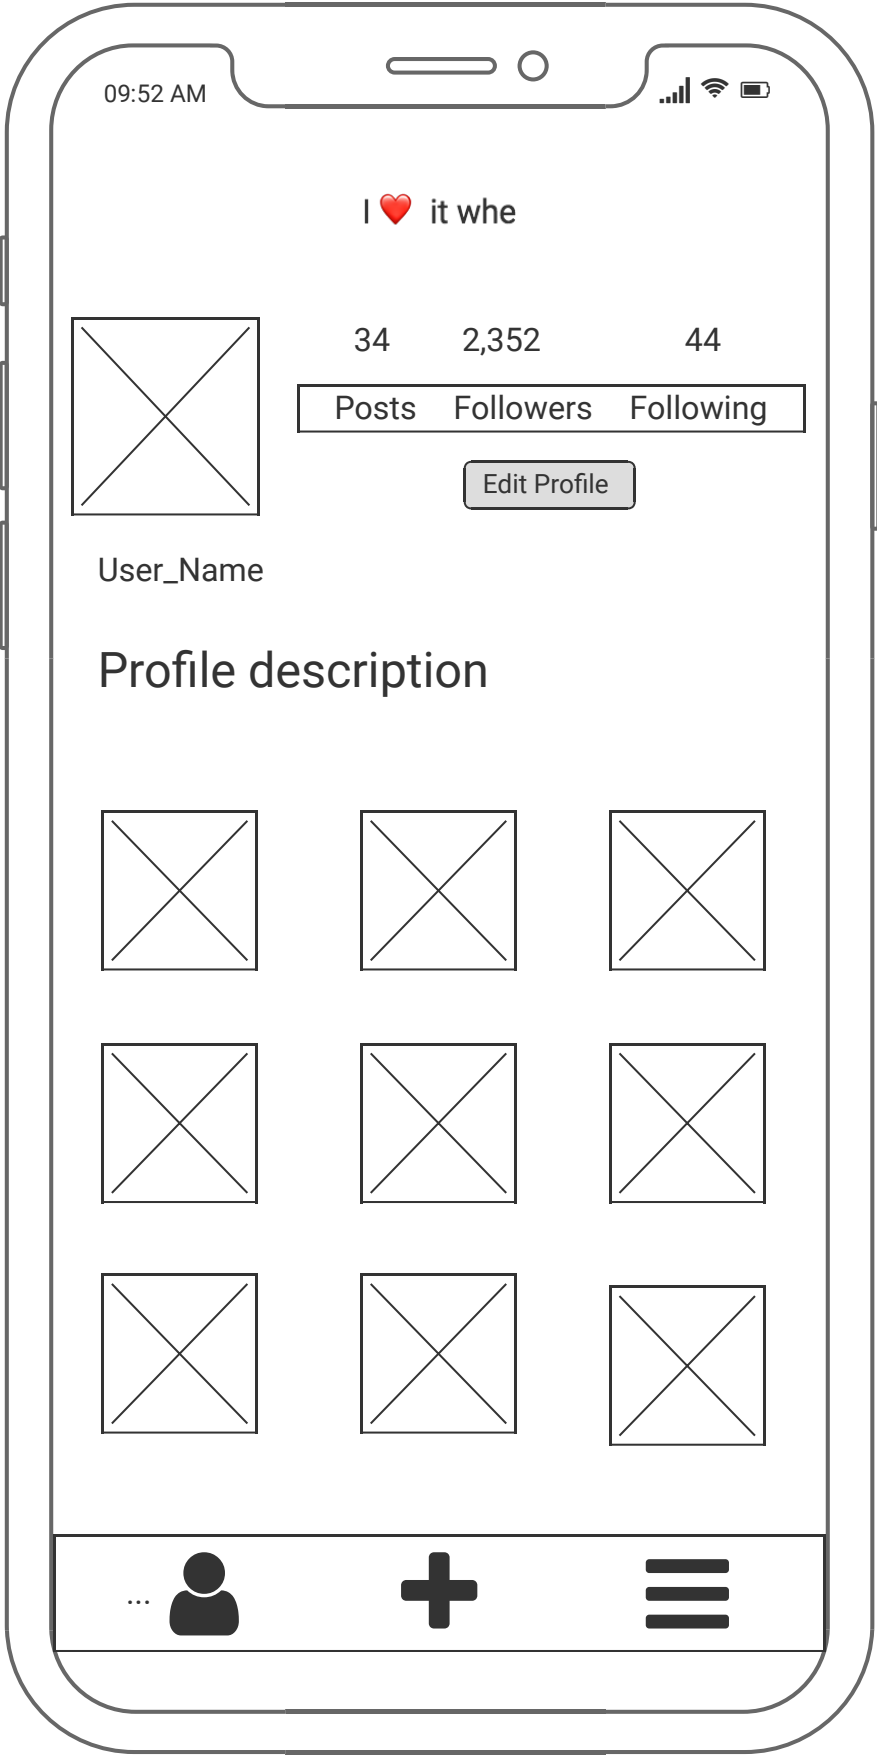 09:52 AM
I ❤️ it whe
34 2,352 44
Posts Followers Following
Edit Profile
User_Name
Profile description
...